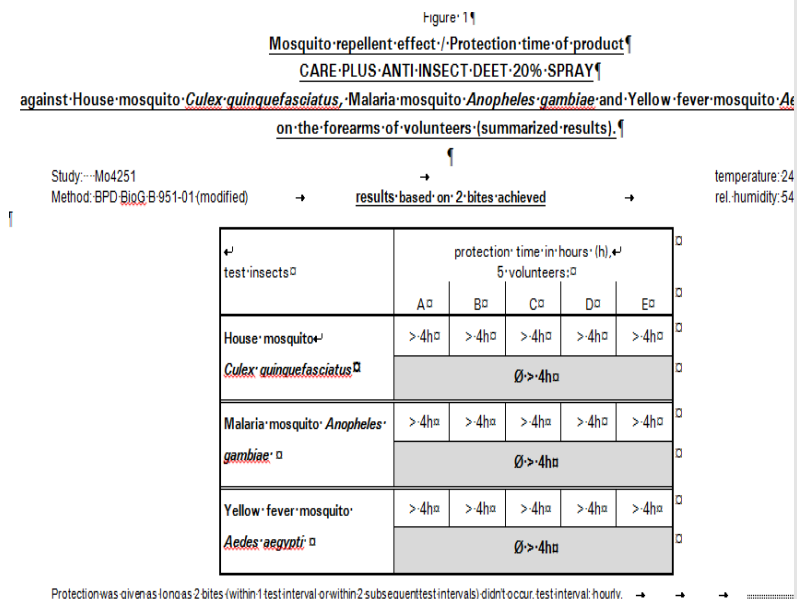 Figure 1
Mosquito repellent effect / Protection time of product
CARE PLUS ANTI INSECT DEET 20% SPRAY
against House mosquito Culex quinquefasciatus, Malaria mosquito Anopheles gambiae and Yellow fever mosquito Ae
on the forearms of volunteers (summarized results).
Study: Mo4251 temperature: 24
Method: BPD BioG B 951-01 (modified) results based on 2 bites achieved rel. humidity: 54
test insects protection time in hours (h),
5 volunteers:
A B C D E
House mosquito > 4h > 4h > 4h > 4h > 4h
Culex quinquefasciatus Ø > 4h
Malaria mosquito Anopheles > 4h > 4h > 4h > 4h > 4h
gambiae Ø > 4h
Yellow fever mosquito > 4h > 4h > 4h > 4h > 4h
Aedes aegypti Ø > 4h
Protection was given as long as 2 bites (within 1 test interval or within 2 subsequent test intervals) didn't occur, test interval: hourly.